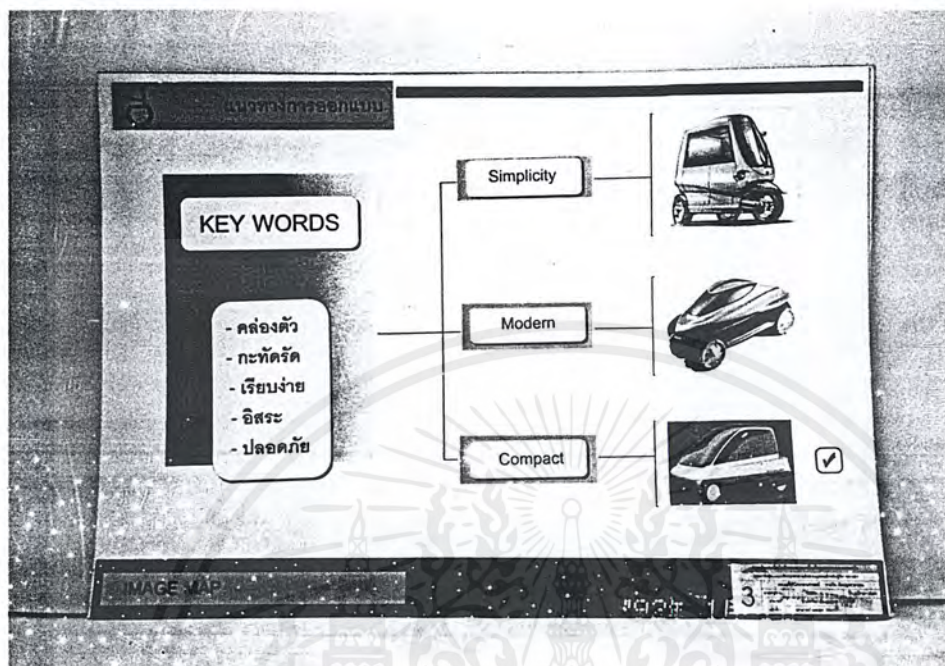 แนวทางการออกแบบ
KEY WORDS
- คล่องตัว
- กะทัดรัด
- เรียบง่าย
- อิสระ
- ปลอดภัย
Simplicity
Modern
Compact
IMAGE MAP
3